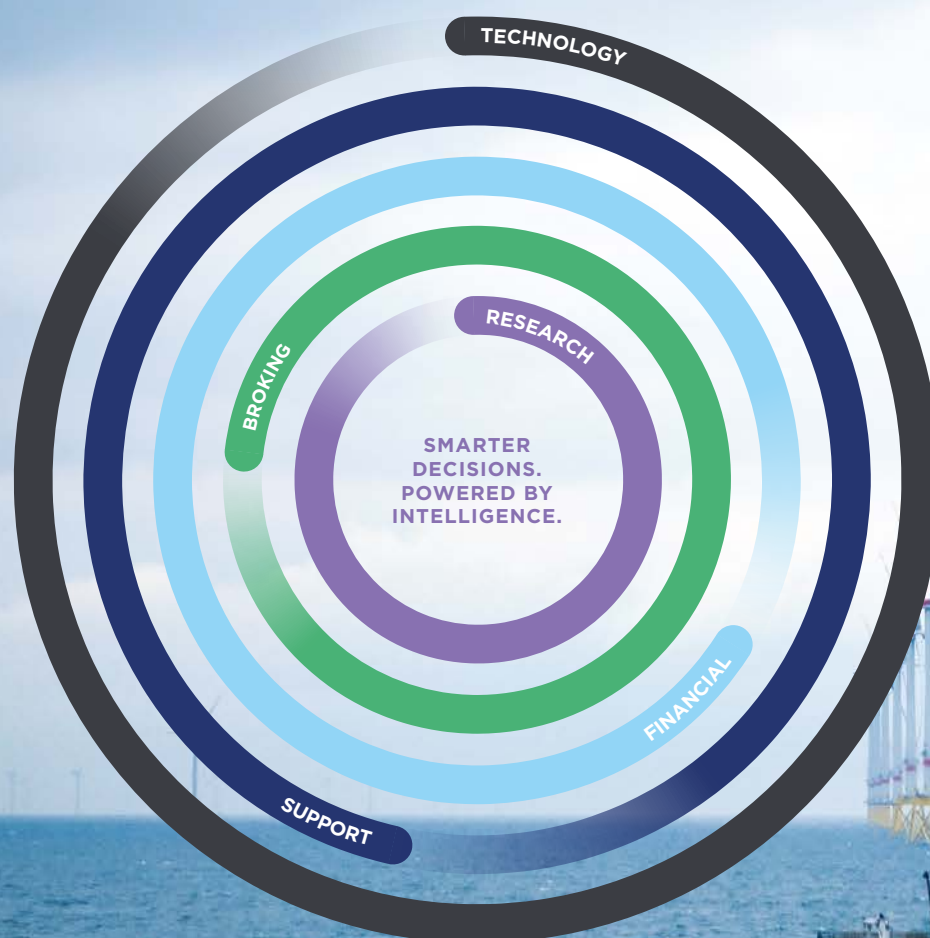 TECHNOLOGY
RESEARCH
BROKING
SMARTER
DECISIONS.
POWERED BY
INTELLIGENCE.
FINANCIAL
SUPPORT